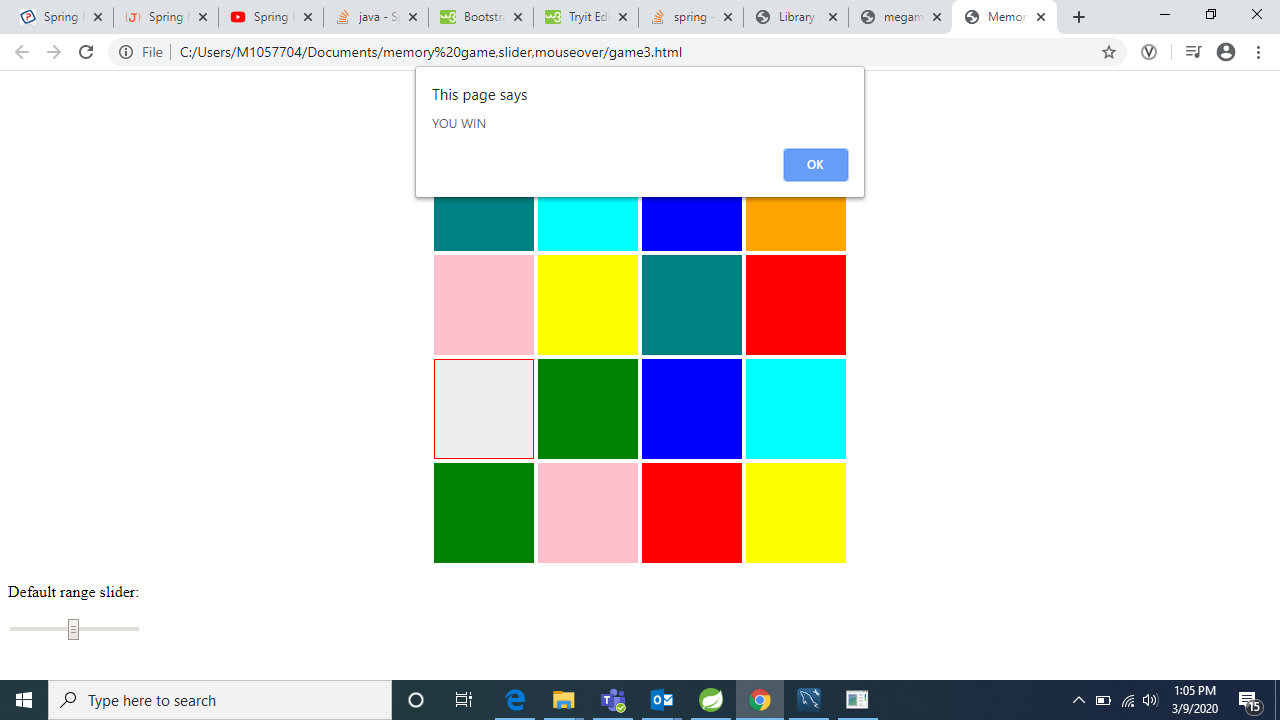 Spring
Spring
Spring
java - S
Bootstra
Tryit Edi
spring -
Library
megam
Memor
File
C:/Users/M1057704/Documents/memory%20game,slider,mouseover/game3.html
This page says
YOU WIN
OK
Default range slider:
Type here to search
1:05 PM
3/9/2020
15